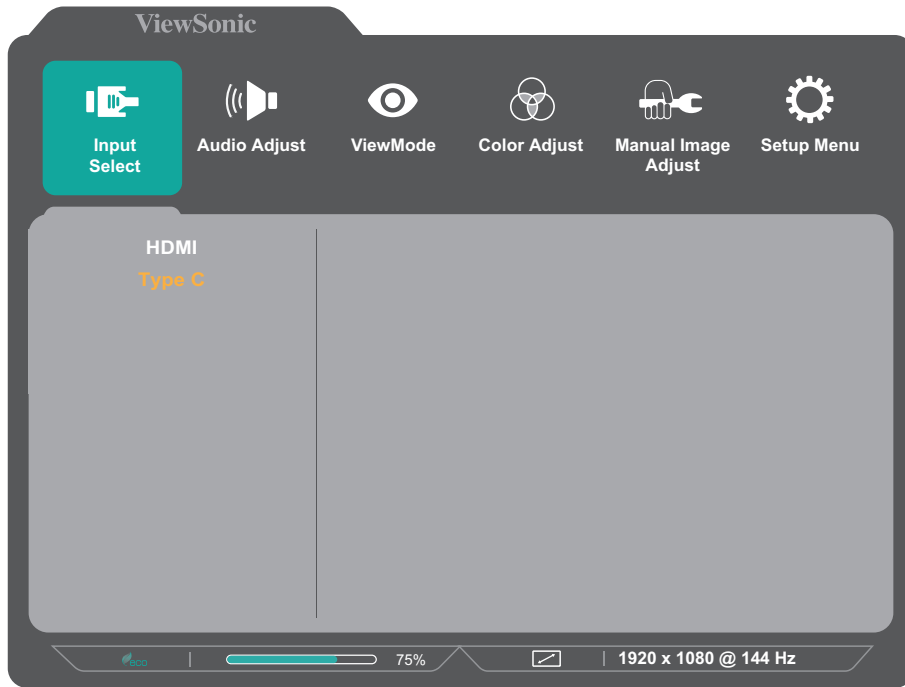 ViewSonic
Input
Select
Audio Adjust
ViewMode
Color Adjust
Manual Image
Adjust
Setup Menu
HDMI
Type C
eco
75%
1920 x 1080 @ 144 Hz